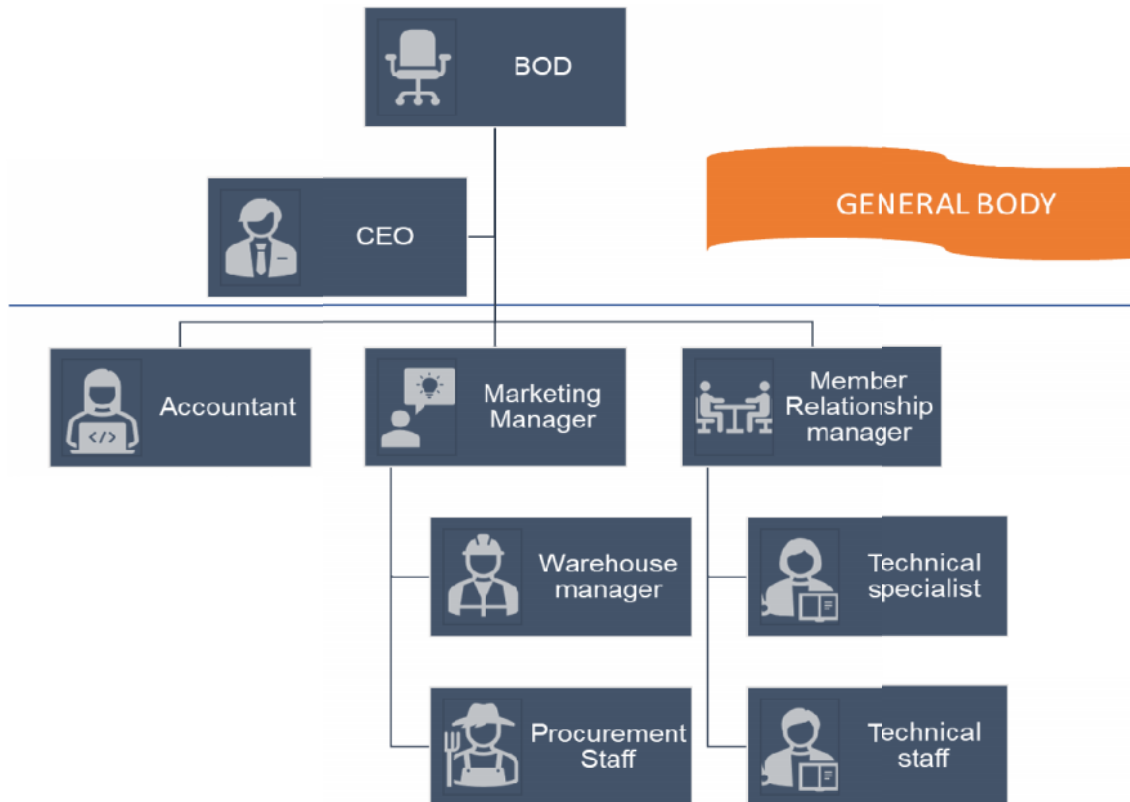 BOD
GENERAL BODY
CEO
Accountant
Marketing
Manager
Member
Relationship
manager
Warehouse
manager
Technical
specialist
Procurement
Staff
Technical
staff